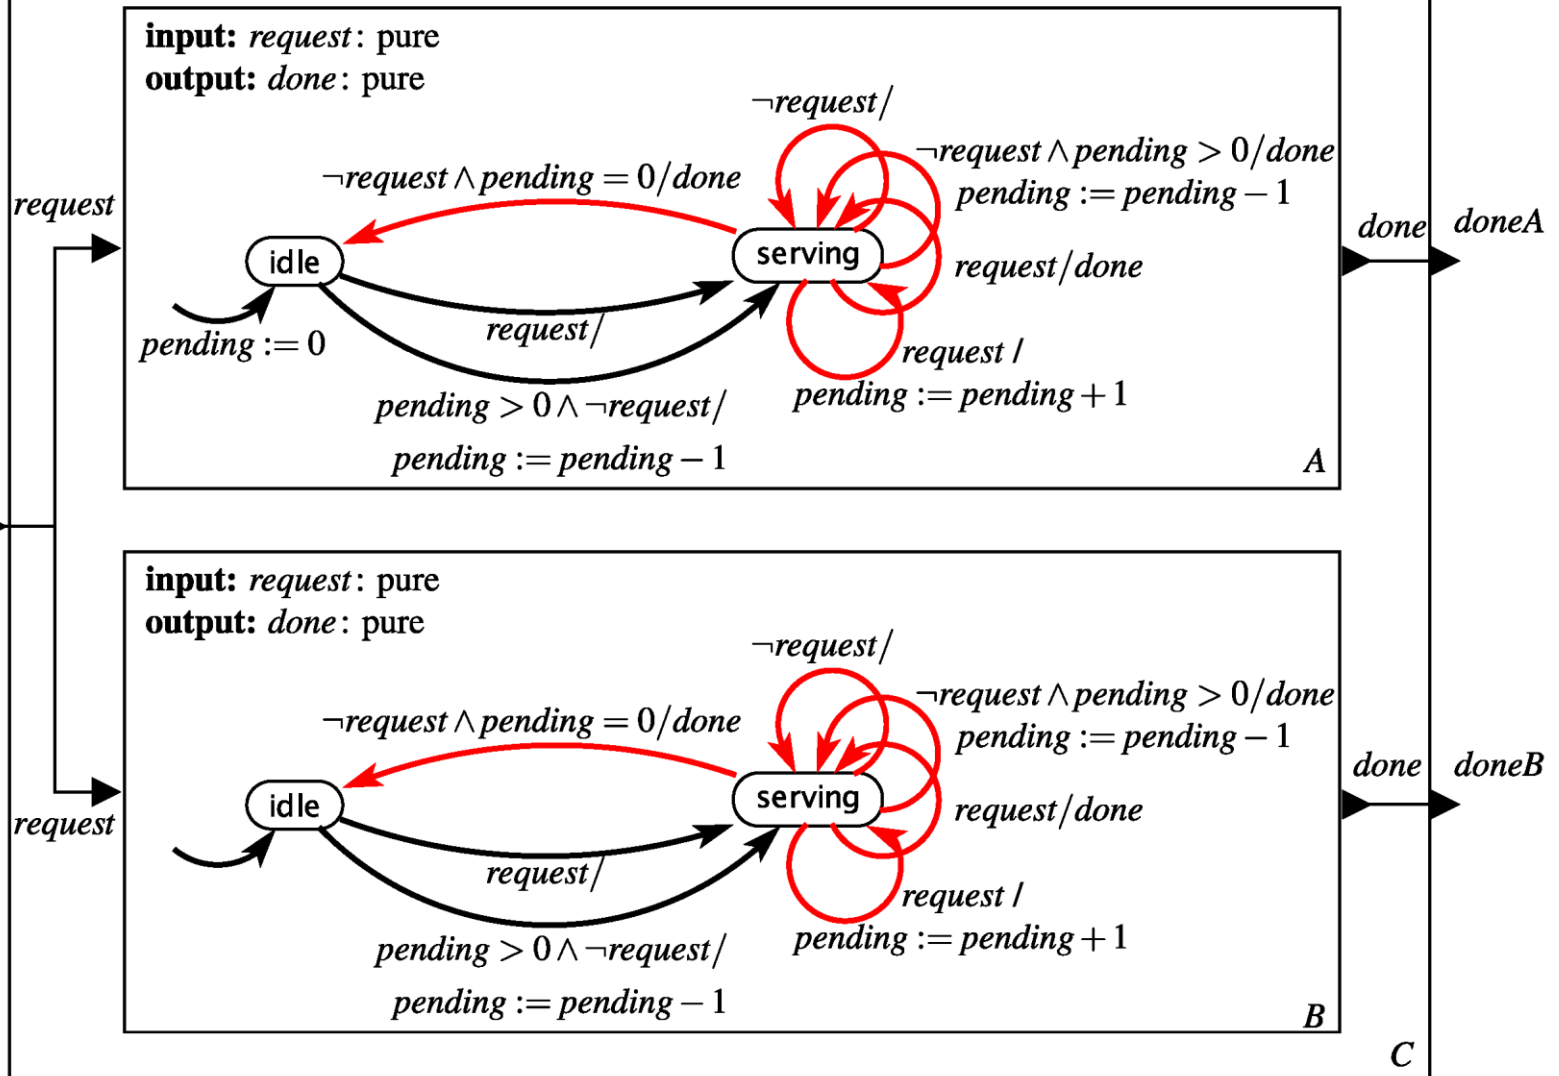 input: request: pure
output: done: pure
¬request/
¬request ∧ pending > 0/done
pending := pending − 1
¬request ∧ pending = 0/done
request
done
doneA
idle
serving
request/done
request/
pending := 0
request /
pending := pending + 1
pending > 0 ∧ ¬request/
pending := pending − 1
A
input: request: pure
output: done: pure
¬request/
¬request ∧ pending > 0/done
pending := pending − 1
¬request ∧ pending = 0/done
done
doneB
idle
serving
request/done
request
request/
request /
pending := pending + 1
pending > 0 ∧ ¬request/
pending := pending − 1
B
C